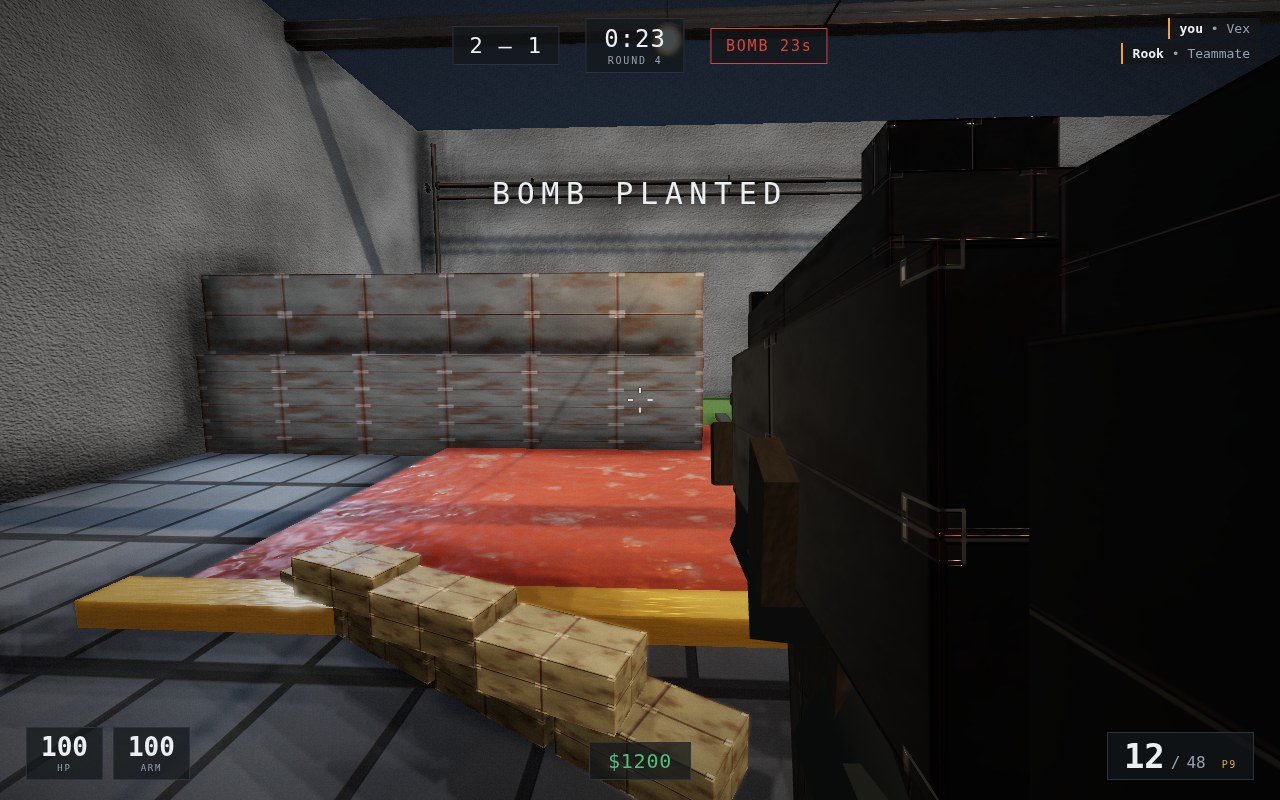 2 — 1
0:23
ROUND 4
BOMB 23s
you • Vex
Rook • Teammate
BOMB PLANTED
100
HP
100
ARM
$1200
12 / 48 P9